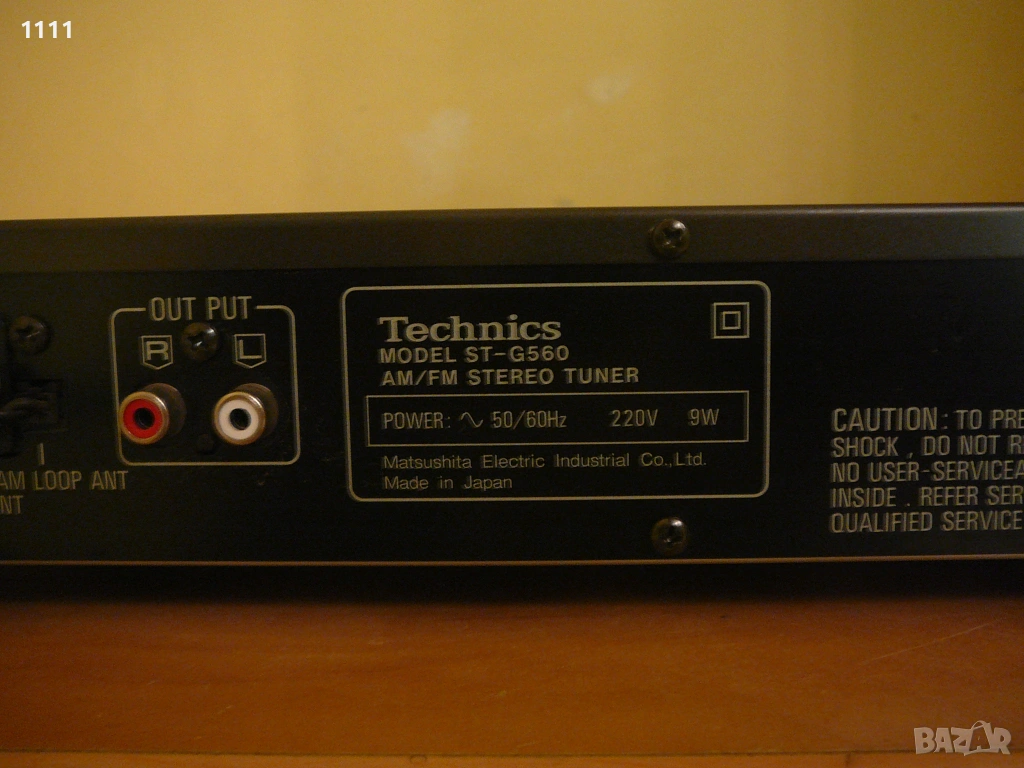 1111
OUT PUT
R L
AM LOOP ANT
NT
Technics
MODEL ST-G560
AM/FM STEREO TUNER
POWER: ∿ 50/60Hz 220V 9W
Matsushita Electric Industrial Co., Ltd.
Made in Japan
CAUTION: TO PRE
SHOCK, DO NOT RE
NO USER-SERVICEA
INSIDE. REFER SER
QUALIFIED SERVICE
BAZAR